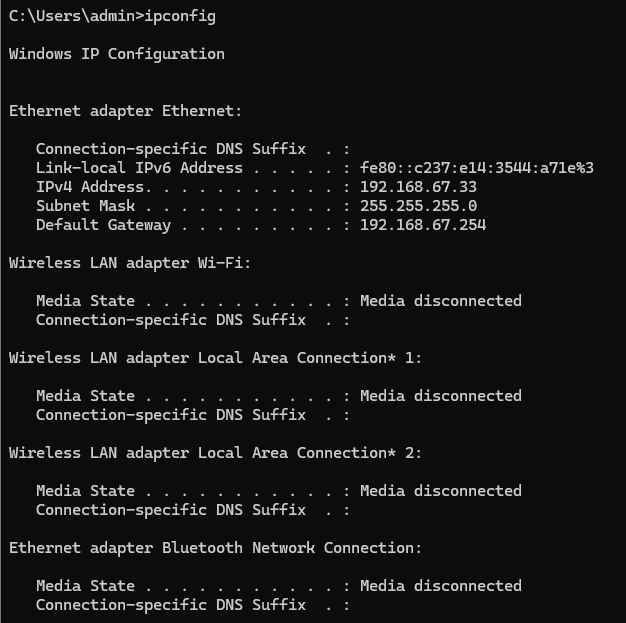 C:\Users\admin>ipconfig
Windows IP Configuration
Ethernet adapter Ethernet:
   Connection-specific DNS Suffix  . :
   Link-local IPv6 Address . . . . . : fe80::c237:e14:3544:a71e%3
   IPv4 Address. . . . . . . . . . . : 192.168.67.33
   Subnet Mask . . . . . . . . . . . : 255.255.255.0
   Default Gateway . . . . . . . . . : 192.168.67.254
Wireless LAN adapter Wi-Fi:
   Media State . . . . . . . . . . . : Media disconnected
   Connection-specific DNS Suffix  . :
Wireless LAN adapter Local Area Connection* 1:
   Media State . . . . . . . . . . . : Media disconnected
   Connection-specific DNS Suffix  . :
Wireless LAN adapter Local Area Connection* 2:
   Media State . . . . . . . . . . . : Media disconnected
   Connection-specific DNS Suffix  . :
Ethernet adapter Bluetooth Network Connection:
   Media State . . . . . . . . . . . : Media disconnected
   Connection-specific DNS Suffix  . :